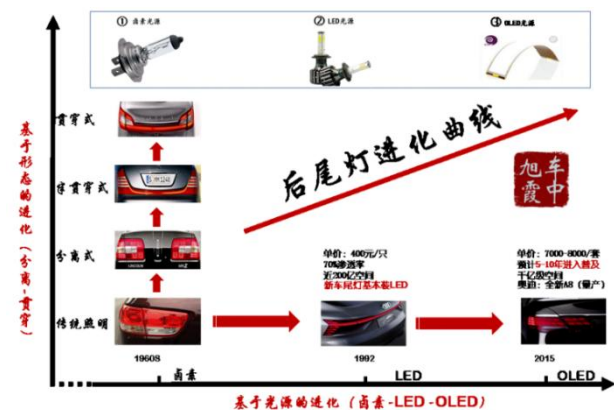 ① 卤素光源
② LED光源
③ OLED光源
贯穿式
半贯穿式
分离式
传统照明
基于形态的进化(分离-贯穿)
后尾灯进化曲线
车中旭霞
单价:400元/只
70%渗透率
近200亿空间
新车尾灯基本装LED
单价:7000-8000/套
预计5-10年进入普及
千亿级空间
奥迪:全新A8(量产)
1960S
1992
2015
卤素
LED
OLED
基于光源的进化(卤素-LED-OLED)